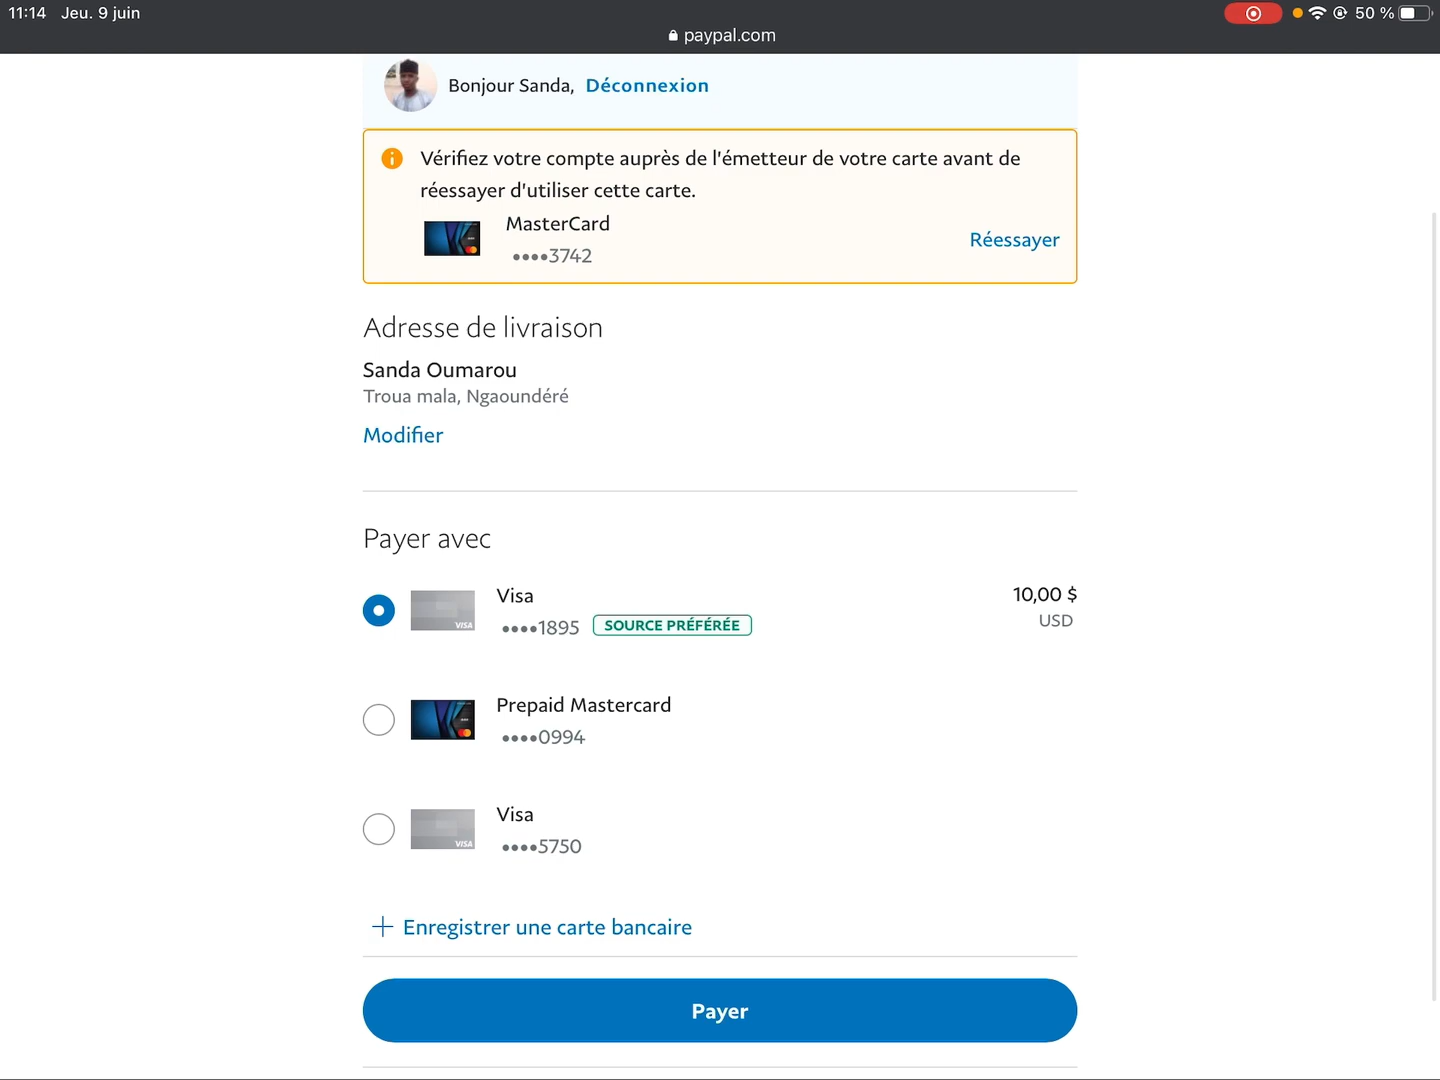 11:14 Jeu. 9 juin
50 %
paypal.com
Bonjour Sanda, Déconnexion
Vérifiez votre compte auprès de l'émetteur de votre carte avant de
réessayer d'utiliser cette carte.
MasterCard
••••3742
Réessayer
Adresse de livraison
Sanda Oumarou
Troua mala, Ngaoundéré
Modifier
Payer avec
Visa
10,00 $
••••1895 SOURCE PRÉFÉRÉE
USD
VISA
Prepaid Mastercard
••••0994
Visa
••••5750
VISA
+ Enregistrer une carte bancaire
Payer